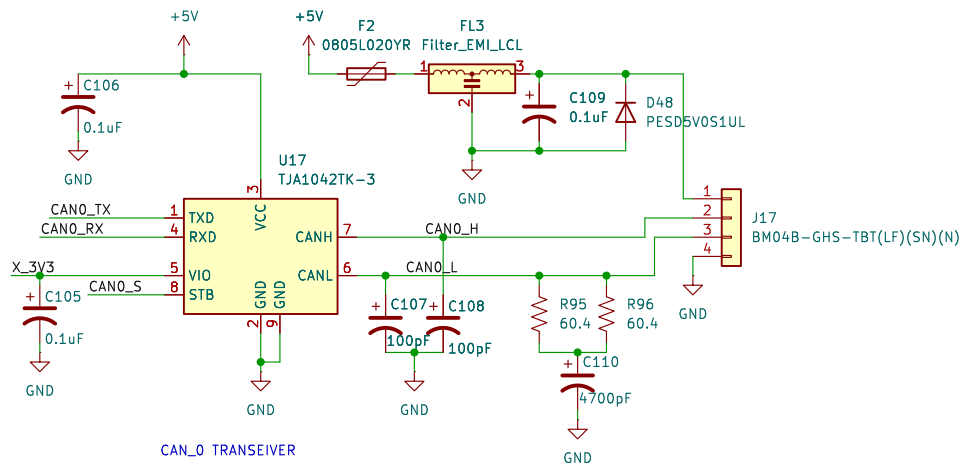 +5V
+5V
F2
0805L020YR
FL3
Filter_EMI_LCL
1
3
2
C106
0.1uF
GND
C109
0.1uF
D48
PESD5V0S1UL
GND
U17
TJA1042TK-3
3
VCC
CAN0_TX
1
TXD
CAN0_RX
4
RXD
X_3V3
5
VIO
CAN0_S
8
STB
CANH
7
CAN0_H
CANL
6
CAN0_L
GND
GND
2
9
GND
C105
0.1uF
GND
C107
100pF
C108
100pF
GND
R95
60.4
R96
60.4
C110
4700pF
GND
1
2
3
4
J17
BM04B-GHS-TBT(LF)(SN)(N)
GND
CAN_0 TRANSEIVER